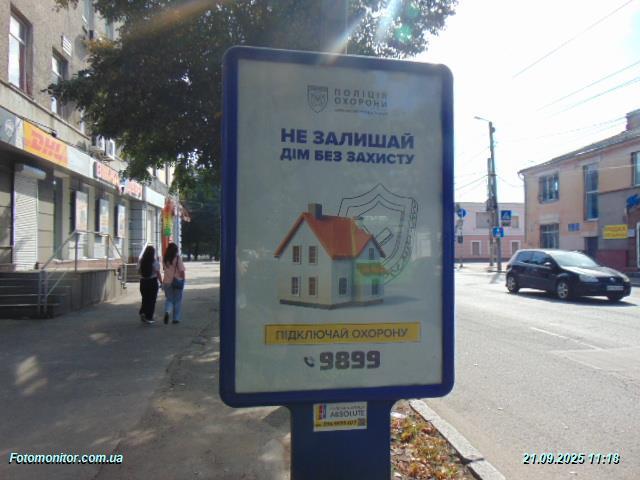 ПОЛІЦІЯ
ОХОРОНИ
НЕ ЗАЛИШАЙ
ДІМ БЕЗ ЗАХИСТУ
ПІДКЛЮЧАЙ ОХОРОНУ
9899
ABSOLUTE
DHL
Fotomonitor.com.ua
21.09.2025 11:18